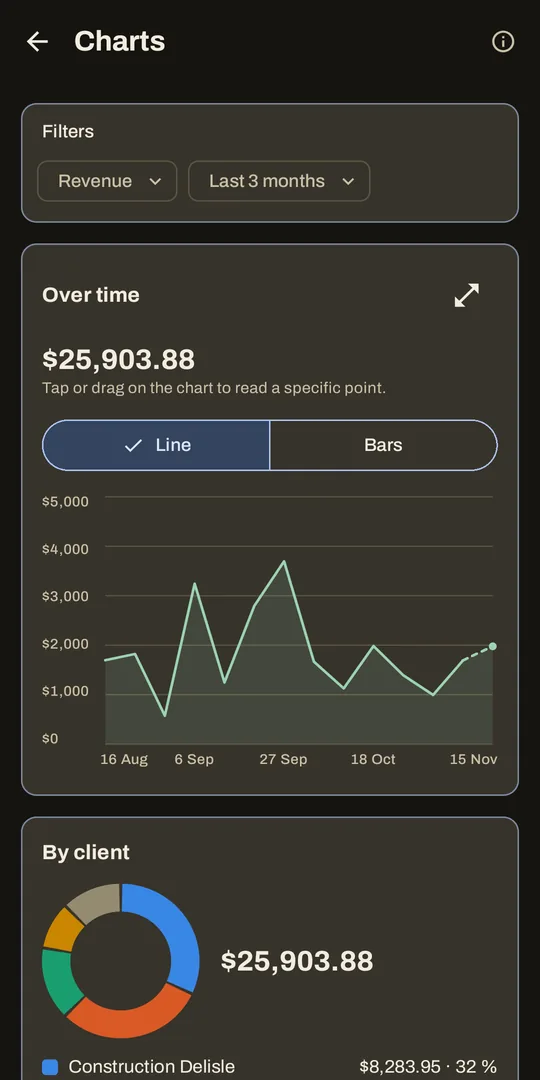 Charts
Filters
Revenue
Last 3 months
Over time
$25,903.88
Tap or drag on the chart to read a specific point.
Line
Bars
$5,000
$4,000
$3,000
$2,000
$1,000
$0
16 Aug
6 Sep
27 Sep
18 Oct
15 Nov
By client
$25,903.88
Construction Delisle
$8,283.95 · 32 %